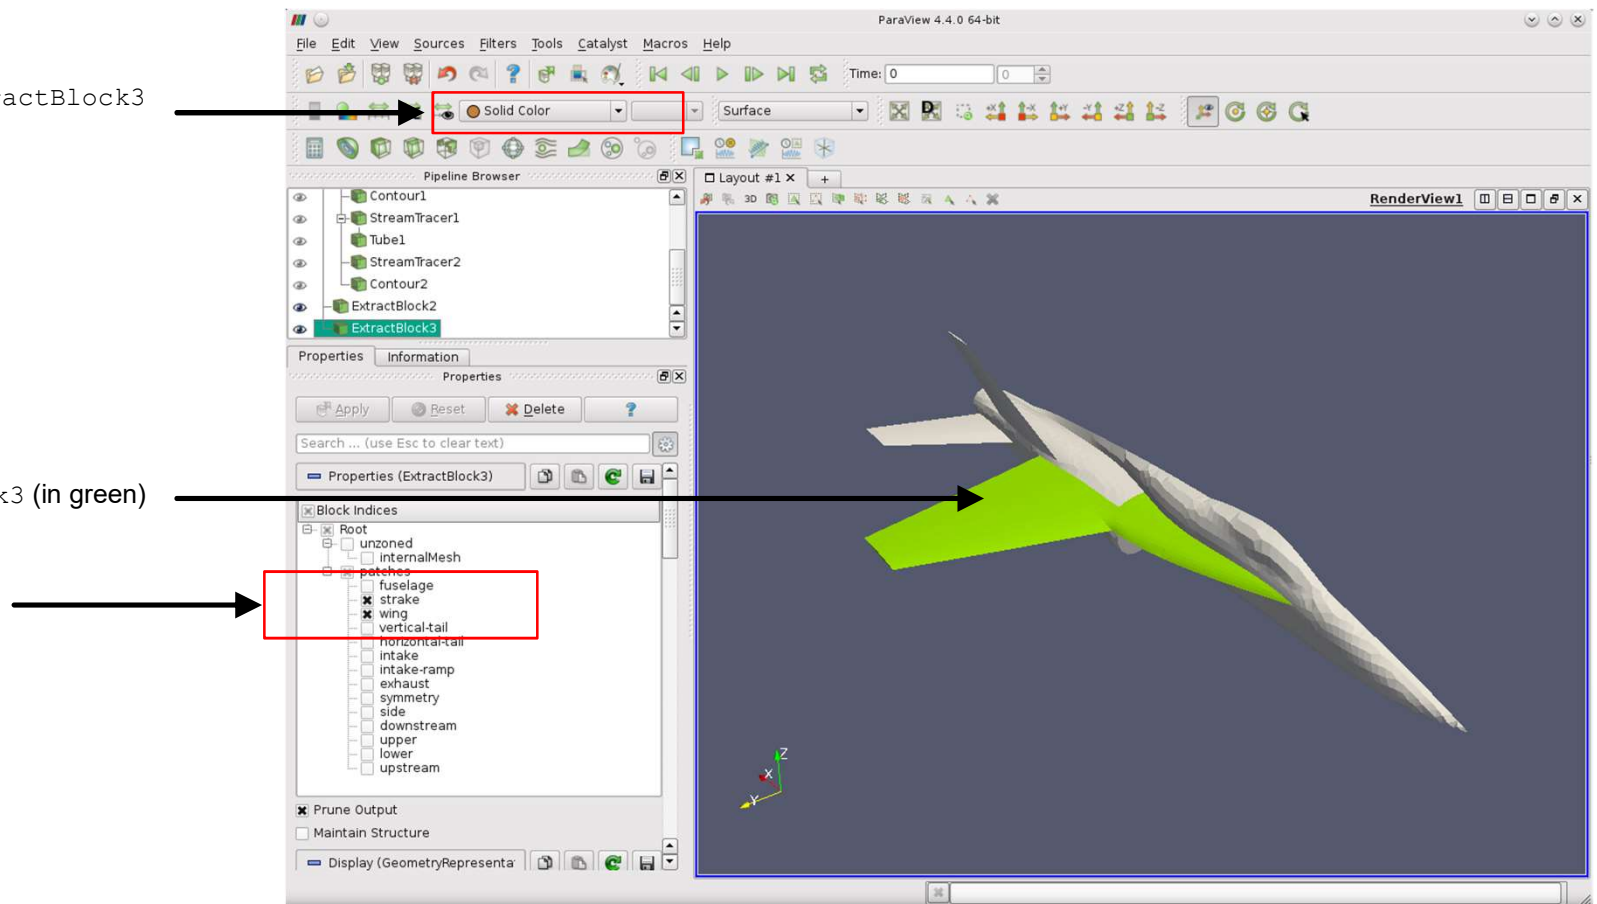 ParaView 4.4.0 64-bit
File Edit View Sources Filters Tools Catalyst Macros Help
Time: 0 0
actBlock3
Solid Color Surface
Pipeline Browser
Layout #1
3D RenderView1
Contour1
StreamTracer1
Tube1
StreamTracer2
Contour2
ExtractBlock2
ExtractBlock3
Properties Information
Properties
Apply Reset Delete ?
Search ... (use Esc to clear text)
Properties (ExtractBlock3)
k3 (in green)
Block Indices
Root
unzoned
internalMesh
patches
fuselage
strake
wing
vertical-tail
horizontal-tail
intake
intake-ramp
exhaust
symmetry
side
downstream
upper
lower
upstream
Z
X
Y
Prune Output
Maintain Structure
Display (GeometryRepresenta